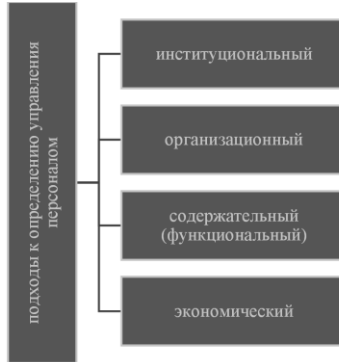 подходы к определению управления
персоналом
институциональный
организационный
содержательный
(функциональный)
экономический